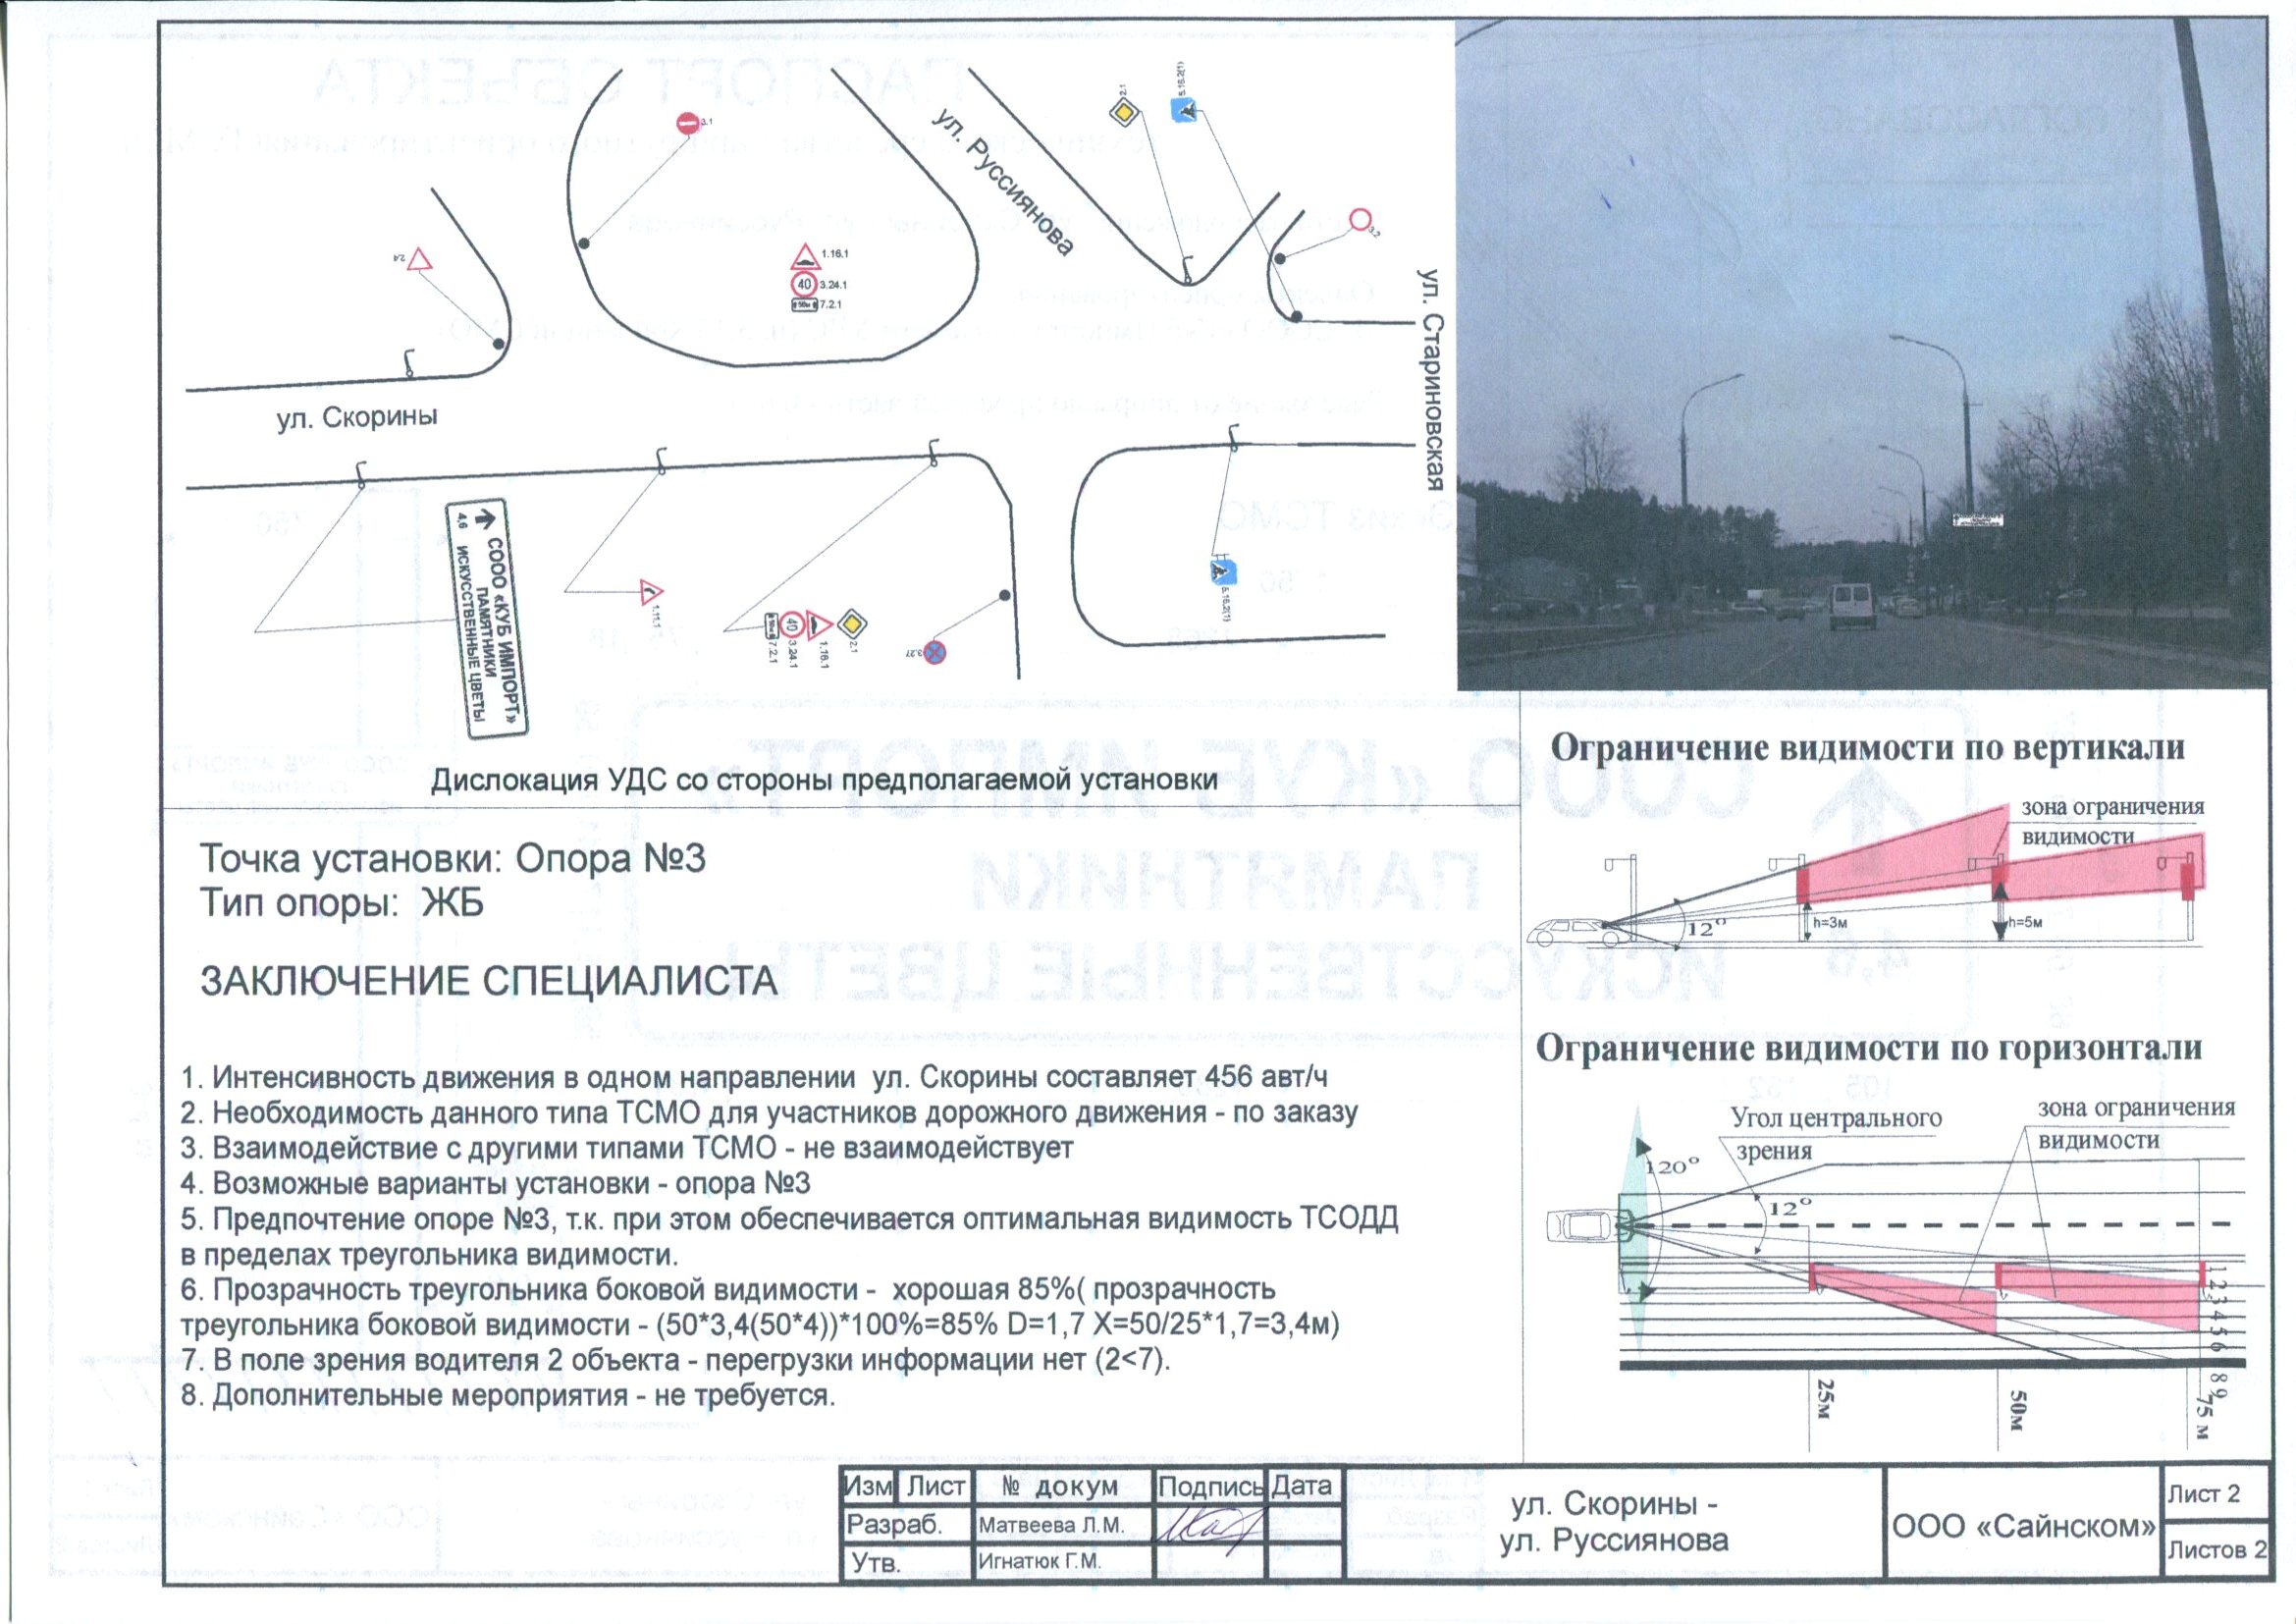 3.1
ул. Руссиянова
2.1
5.16.2(1)
3.2
2.4
1.16.1
40 3.24.1
7.2.1
ул. Скорины
ул. Стариновская
СООО «КУБ ИМПОРТ»
ПАМЯТНИКИ
4,6 ИСКУССТВЕННЫЕ ЦВЕТЫ
1.11.1
7.2.1
40
3.24.1
1.16.1
2.1
3.27
5.16.2(1)
Дислокация УДС со стороны предполагаемой установки
Точка установки: Опора №3
Тип опоры: ЖБ
ЗАКЛЮЧЕНИЕ СПЕЦИАЛИСТА
1. Интенсивность движения в одном направлении ул. Скорины составляет 456 авт/ч
2. Необходимость данного типа ТСМО для участников дорожного движения - по заказу
3. Взаимодействие с другими типами ТСМО - не взаимодействует
4. Возможные варианты установки - опора №3
5. Предпочтение опоре №3, т.к. при этом обеспечивается оптимальная видимость ТСОДД
в пределах треугольника видимости.
6. Прозрачность треугольника боковой видимости - хорошая 85%( прозрачность
треугольника боковой видимости - (50*3,4(50*4))*100%=85% D=1,7 X=50/25*1,7=3,4м)
7. В поле зрения водителя 2 объекта - перегрузки информации нет (2<7).
8. Дополнительные мероприятия - не требуется.
Ограничение видимости по вертикали
зона ограничения
видимости
12°
h=3м
h=5м
Ограничение видимости по горизонтали
Угол центрального
зрения
зона ограничения
видимости
120°
12°
1 2 3 4 5 6 8 9
25м
50м
75 м
Изм Лист № докум Подпись Дата
Разраб. Матвеева Л.М.
Утв. Игнатюк Г.М.
ул. Скорины -
ул. Руссиянова
ООО «Сайнском»
Лист 2
Листов 2